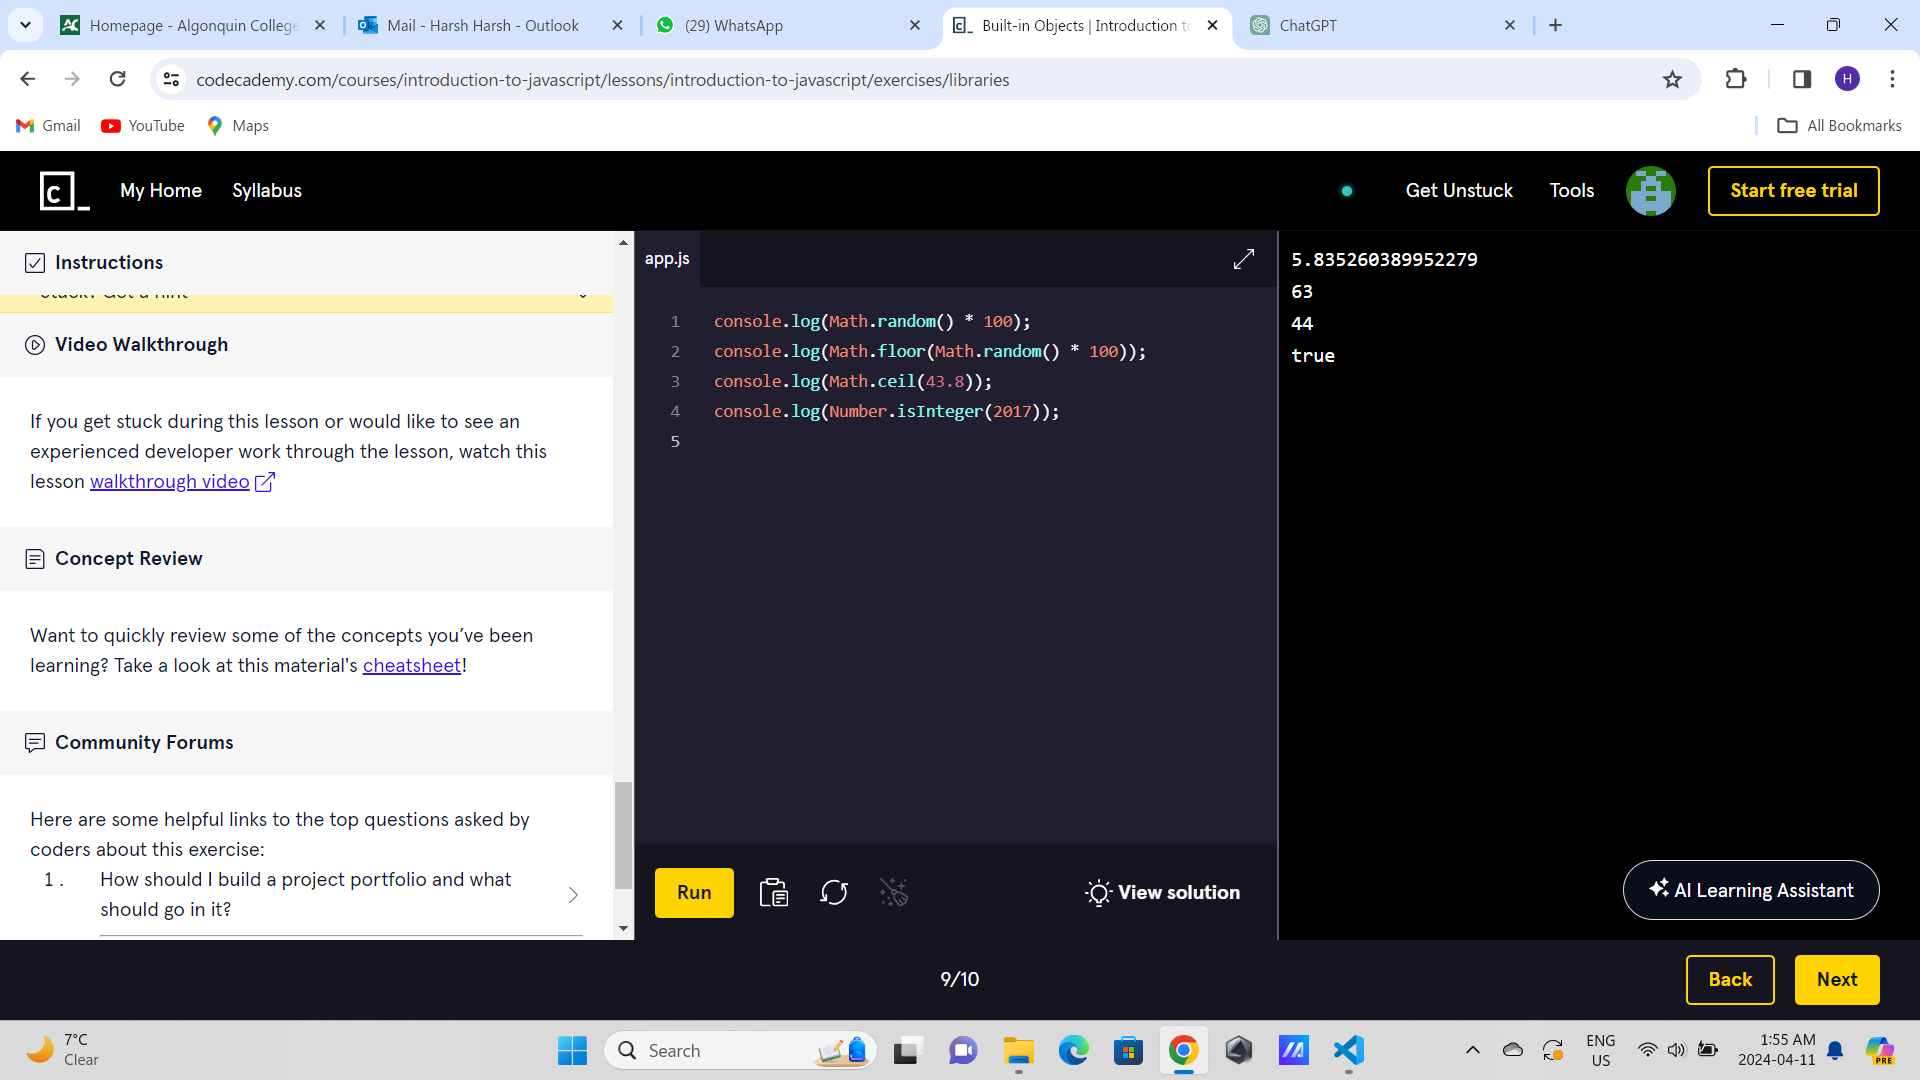 Homepage - Algonquin College
Mail - Harsh Harsh - Outlook
(29) WhatsApp
Built-in Objects | Introduction to
ChatGPT
codecademy.com/courses/introduction-to-javascript/lessons/introduction-to-javascript/exercises/libraries
H
Gmail
YouTube
Maps
All Bookmarks
c_
My Home
Syllabus
Get Unstuck
Tools
Start free trial
Instructions
Stuck? Get a hint
Video Walkthrough
If you get stuck during this lesson or would like to see an
experienced developer work through the lesson, watch this
lesson walkthrough video
Concept Review
Want to quickly review some of the concepts you’ve been
learning? Take a look at this material's cheatsheet!
Community Forums
Here are some helpful links to the top questions asked by
coders about this exercise:
1. How should I build a project portfolio and what
should go in it?
app.js
1 console.log(Math.random() * 100);
2 console.log(Math.floor(Math.random() * 100));
3 console.log(Math.ceil(43.8));
4 console.log(Number.isInteger(2017));
5
Run
View solution
5.835260389952279
63
44
true
AI Learning Assistant
9/10
Back
Next
7°C
Clear
Search
ENG
US
1:55 AM
2024-04-11
PRE